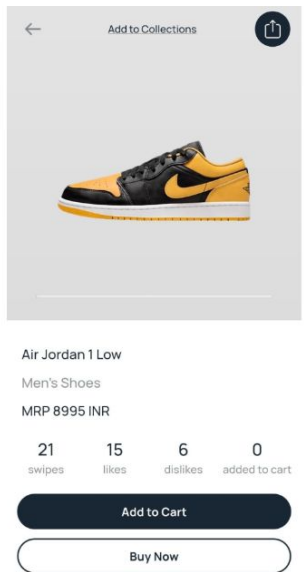 Add to Collections
Air Jordan 1 Low
Men's Shoes
MRP 8995 INR
21 15 6 0
swipes likes dislikes added to cart
Add to Cart
Buy Now